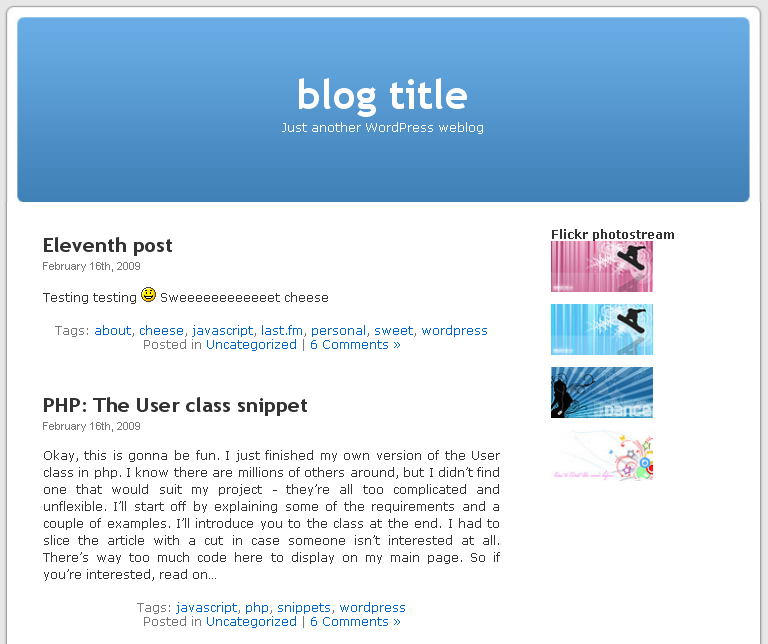 blog title
Just another WordPress weblog
Eleventh post
February 16th, 2009
Testing testing Sweeeeeeeeeeeet cheese
Tags: about, cheese, javascript, last.fm, personal, sweet, wordpress
Posted in Uncategorized | 6 Comments »
PHP: The User class snippet
February 16th, 2009
Okay, this is gonna be fun. I just finished my own version of the User
class in php. I know there are millions of others around, but I didn't find
one that would suit my project – they're all too complicated and
unflexible. I'll start off by explaining some of the requirements and a
couple of examples. I'll introduce you to the class at the end. I had to
slice the article with a cut in case someone isn't interested at all.
There's way too much code here to display on my main page. So if
you're interested, read on...
Tags: javascript, php, snippets, wordpress
Posted in Uncategorized | 6 Comments »
Flickr photostream
DANCE